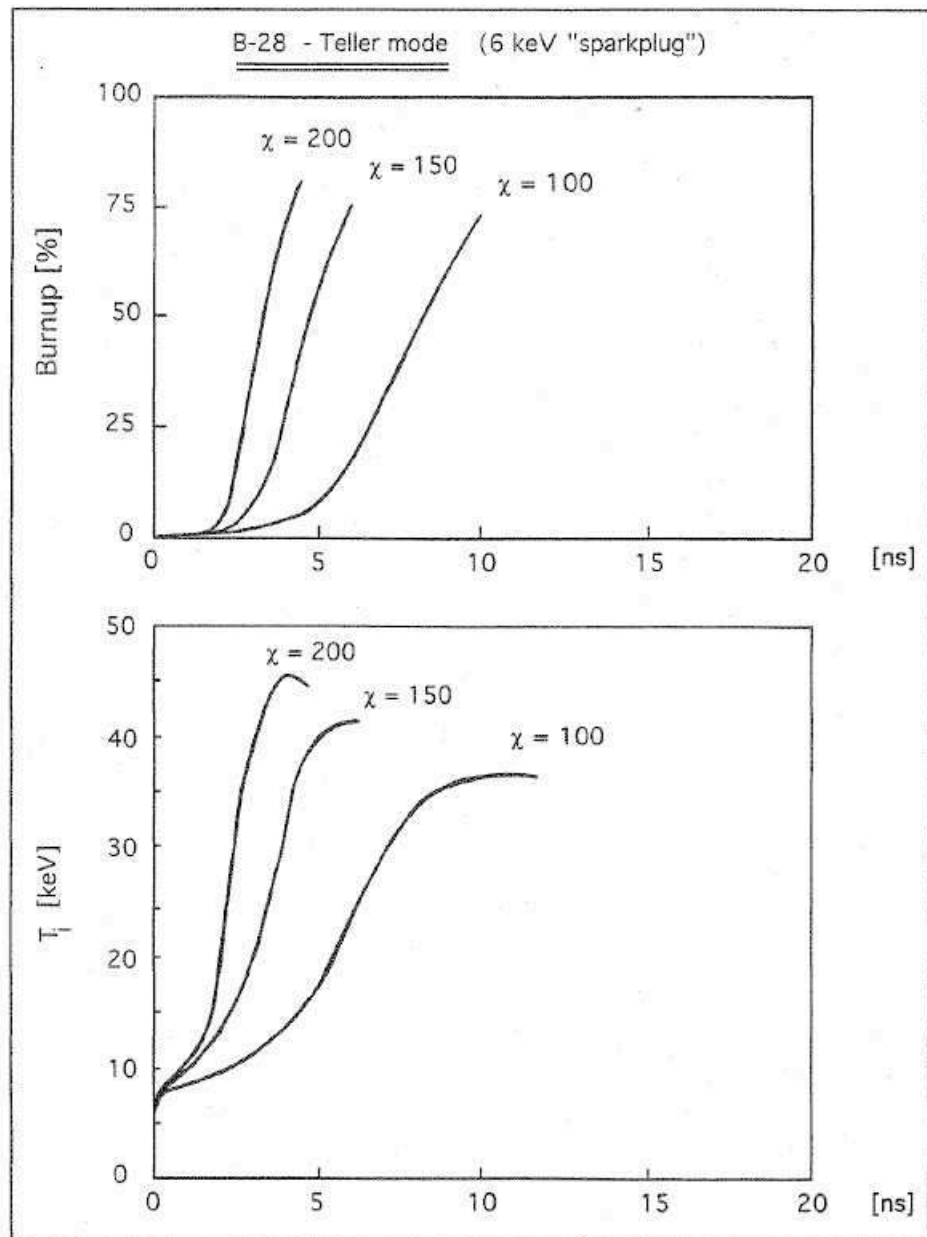 B-28 - Teller mode (6 keV "sparkplug")
100
75
50
25
0
Burnup [%]
χ = 200
χ = 150
χ = 100
0 5 10 15 20 [ns]
50
40
30
20
10
0
T_i [keV]
χ = 200
χ = 150
χ = 100
0 5 10 15 20 [ns]